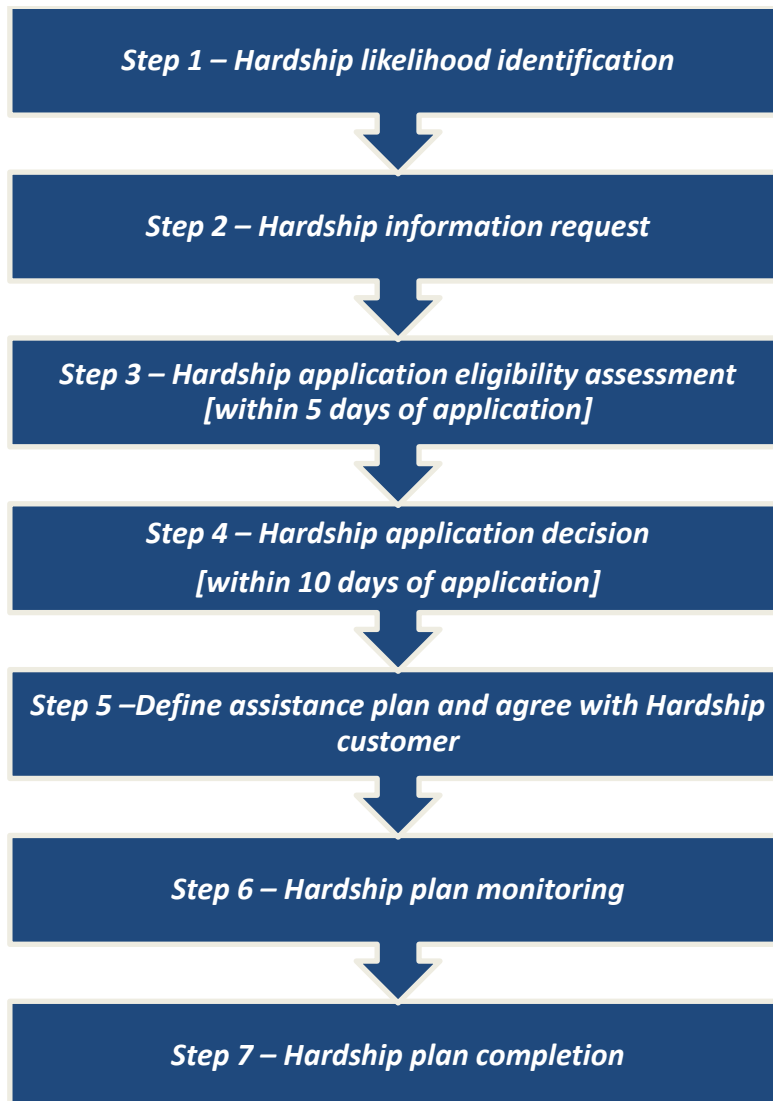 Step 1 – Hardship likelihood identification
Step 2 – Hardship information request
Step 3 – Hardship application eligibility assessment
[within 5 days of application]
Step 4 – Hardship application decision
[within 10 days of application]
Step 5 –Define assistance plan and agree with Hardship
customer
Step 6 – Hardship plan monitoring
Step 7 – Hardship plan completion